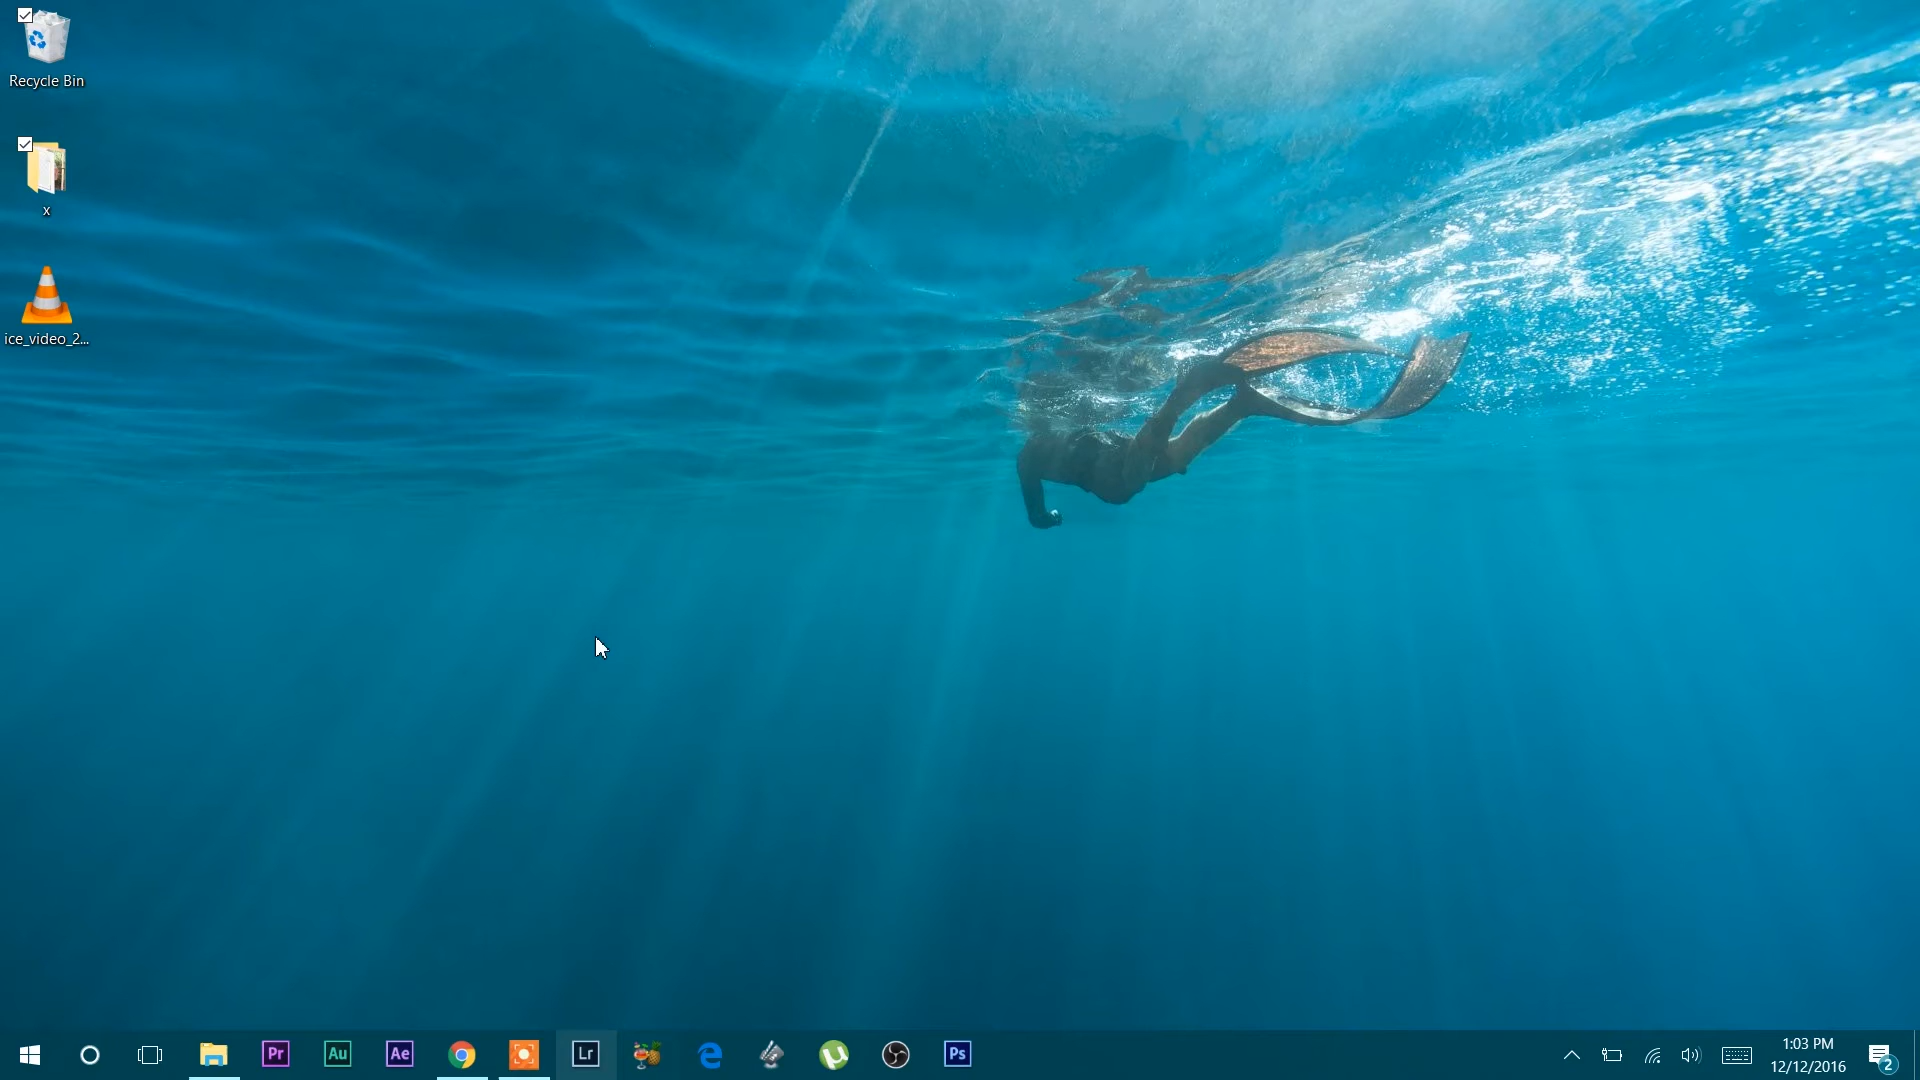 Recycle Bin
x
ice_video_2...
Pr
Au
Ae
Lr
Ps
1:03 PM
12/12/2016
2